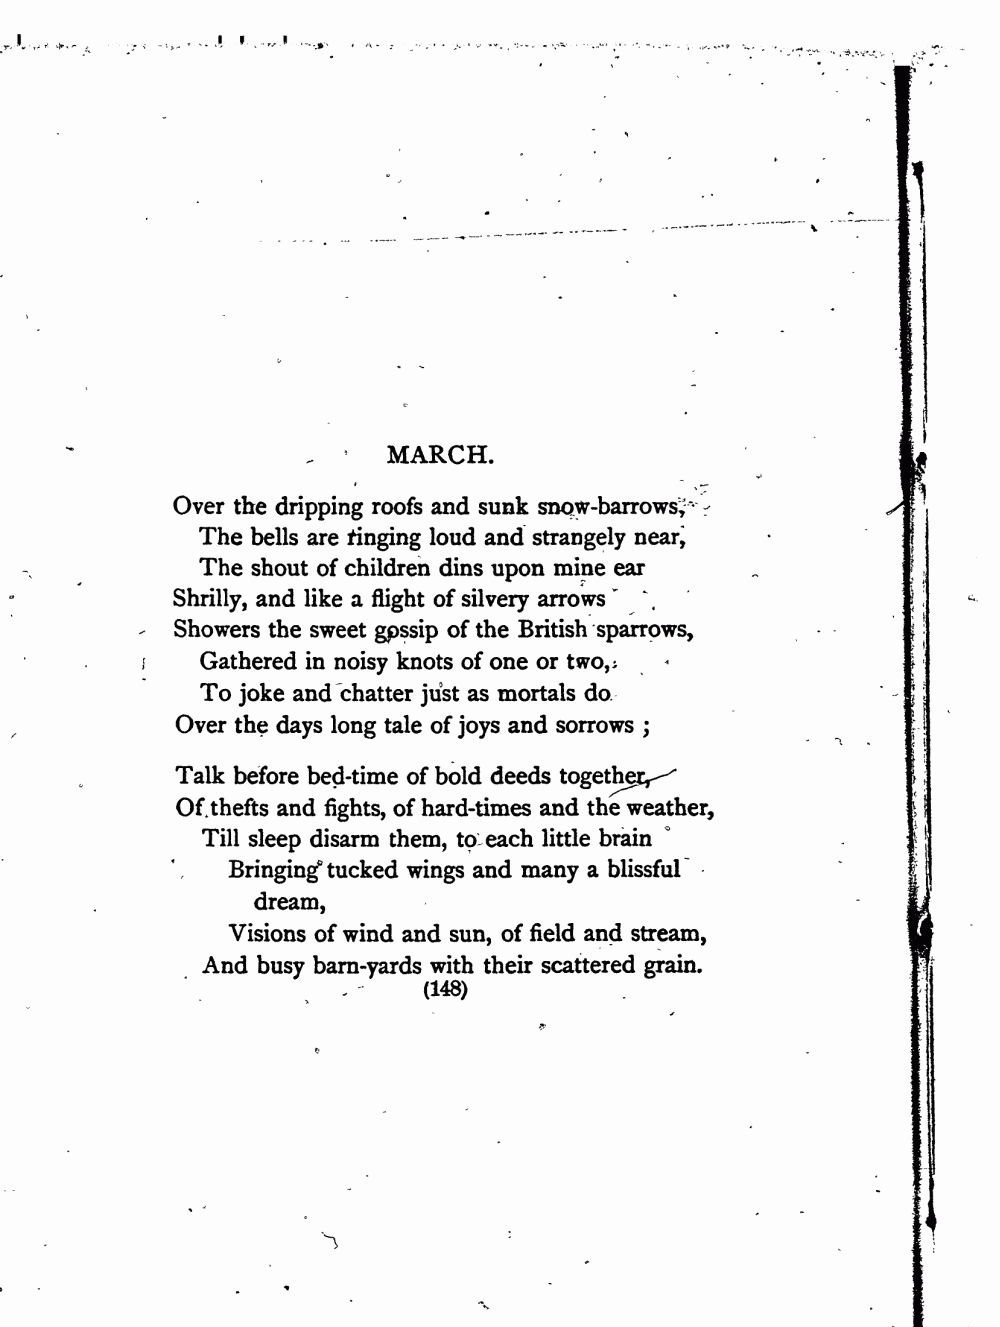 MARCH.
Over the dripping roofs and sunk snow-barrows,
The bells are ringing loud and strangely near,
The shout of children dins upon mine ear
Shrilly, and like a flight of silvery arrows
Showers the sweet gossip of the British sparrows,
Gathered in noisy knots of one or two,
To joke and chatter just as mortals do
Over the days long tale of joys and sorrows ;
Talk before bed-time of bold deeds together,
Of thefts and fights, of hard-times and the weather,
Till sleep disarm them, to each little brain
Bringing tucked wings and many a blissful
dream,
Visions of wind and sun, of field and stream,
And busy barn-yards with their scattered grain.
(148)